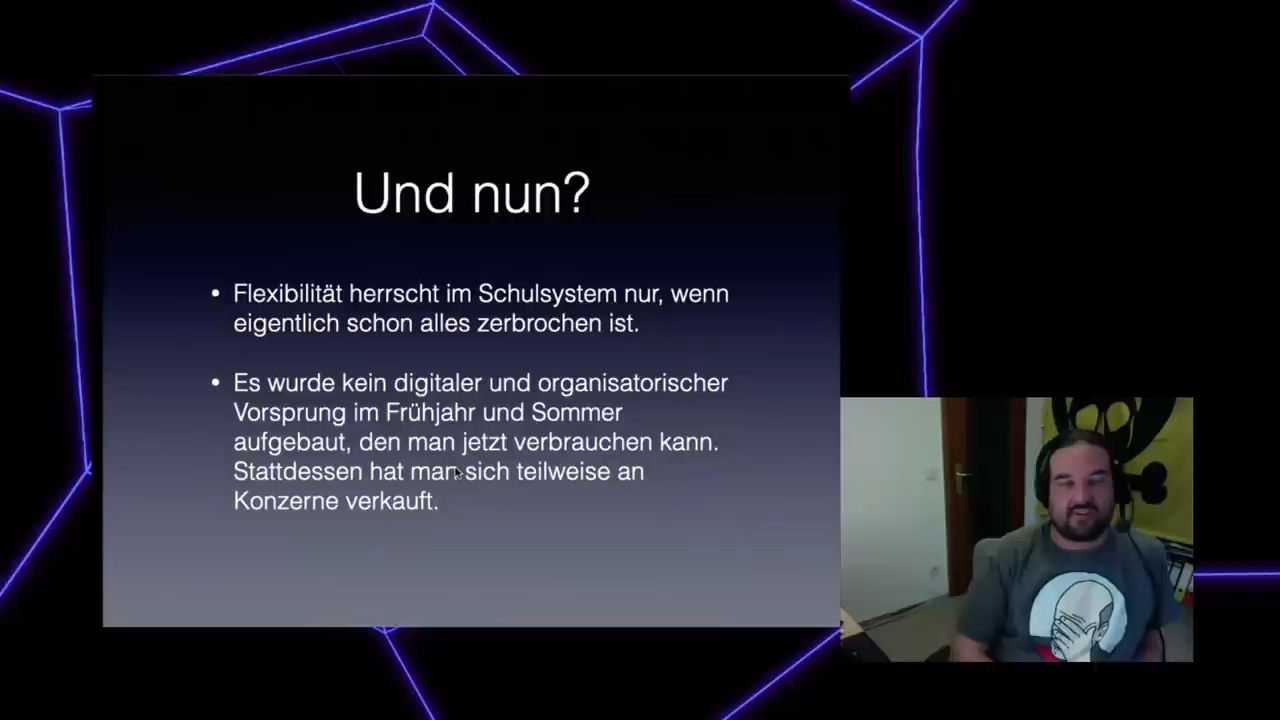 Und nun?
• Flexibilität herrscht im Schulsystem nur, wenn
eigentlich schon alles zerbrochen ist.
• Es wurde kein digitaler und organisatorischer
Vorsprung im Frühjahr und Sommer
aufgebaut, den man jetzt verbrauchen kann.
Stattdessen hat man sich teilweise an
Konzerne verkauft.